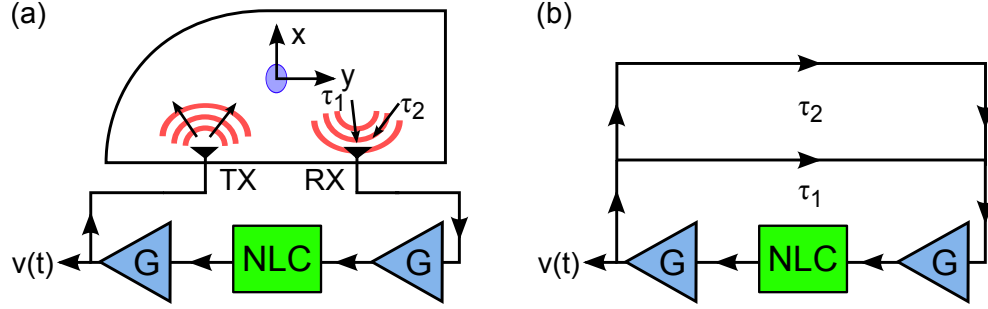 (a)
x
y
τ1
τ2
TX
RX
v(t)
G
NLC
G
(b)
τ2
τ1
v(t)
G
NLC
G